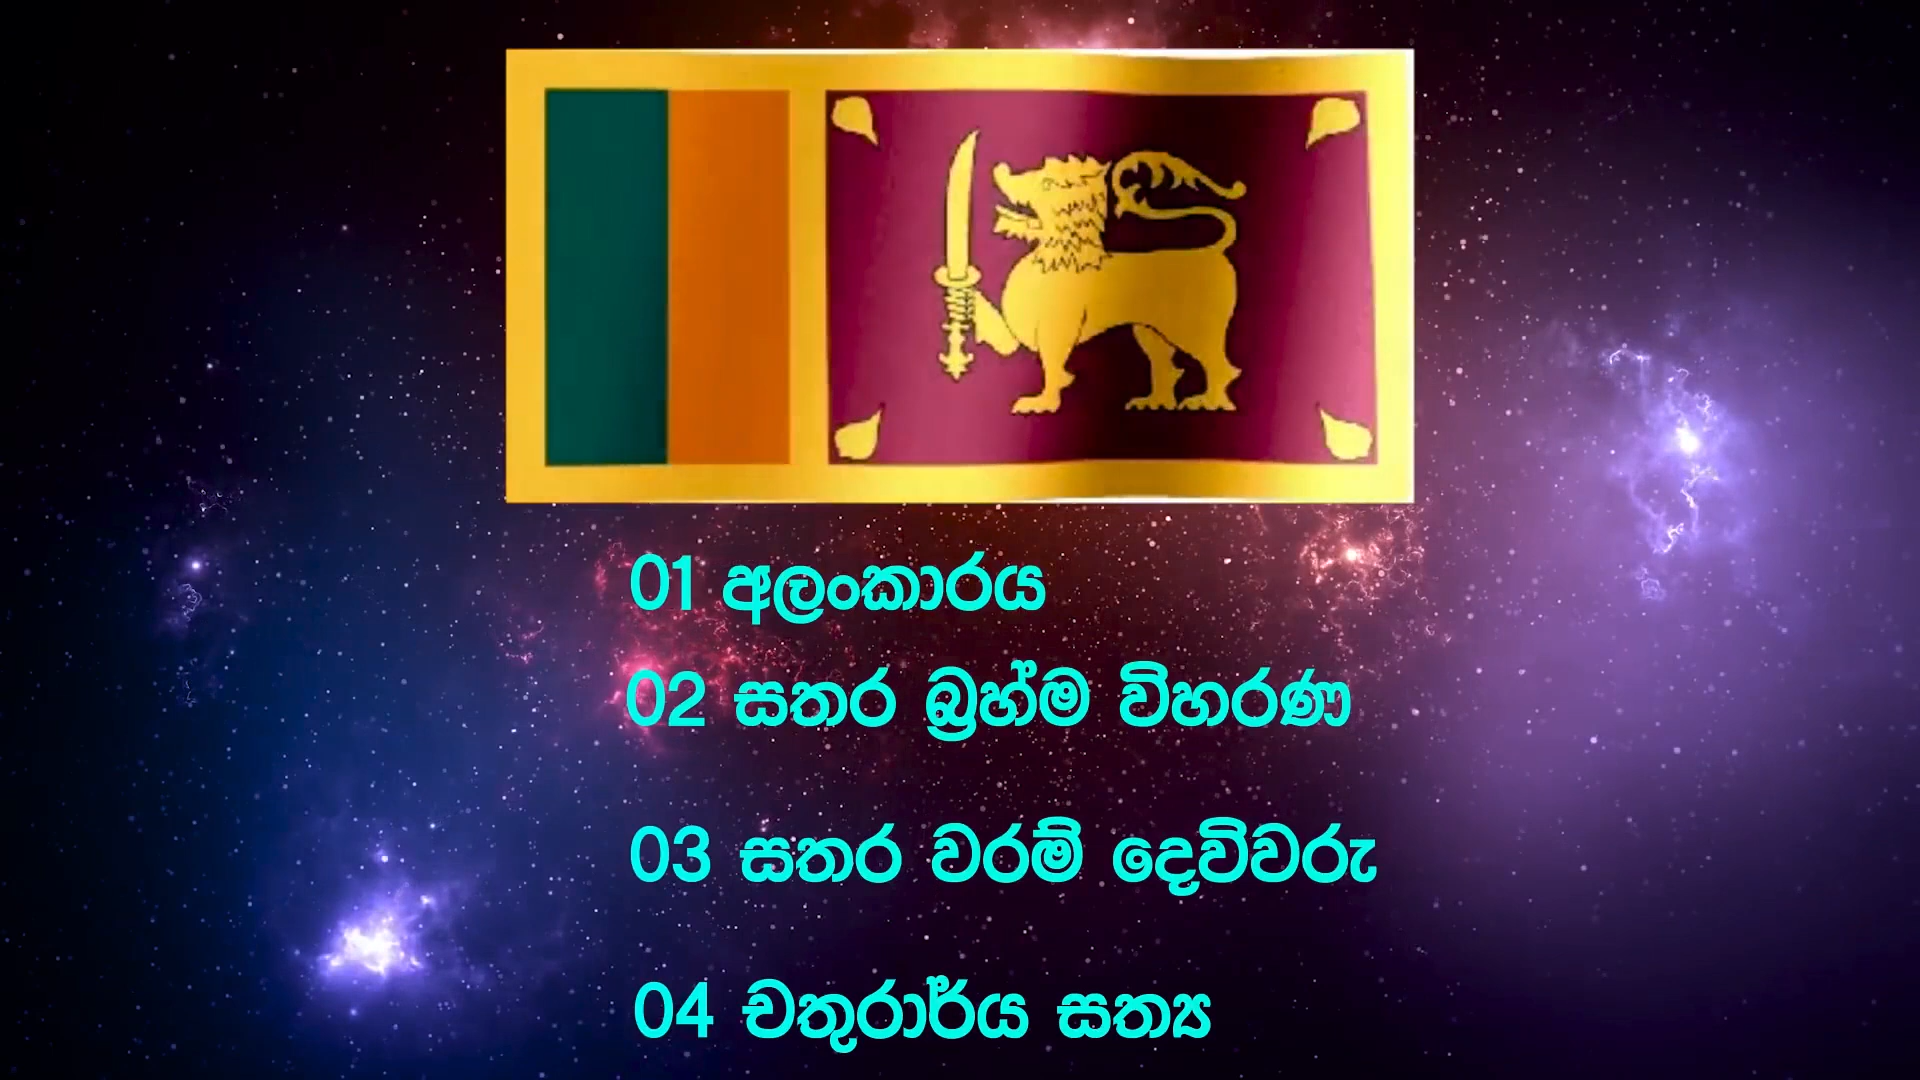 01 අලංකාරය
02 සතර බ්‍රහ්ම විහරණ
03 සතර වරම් දෙවිවරු
04 චතුරාර්ය සත්‍ය